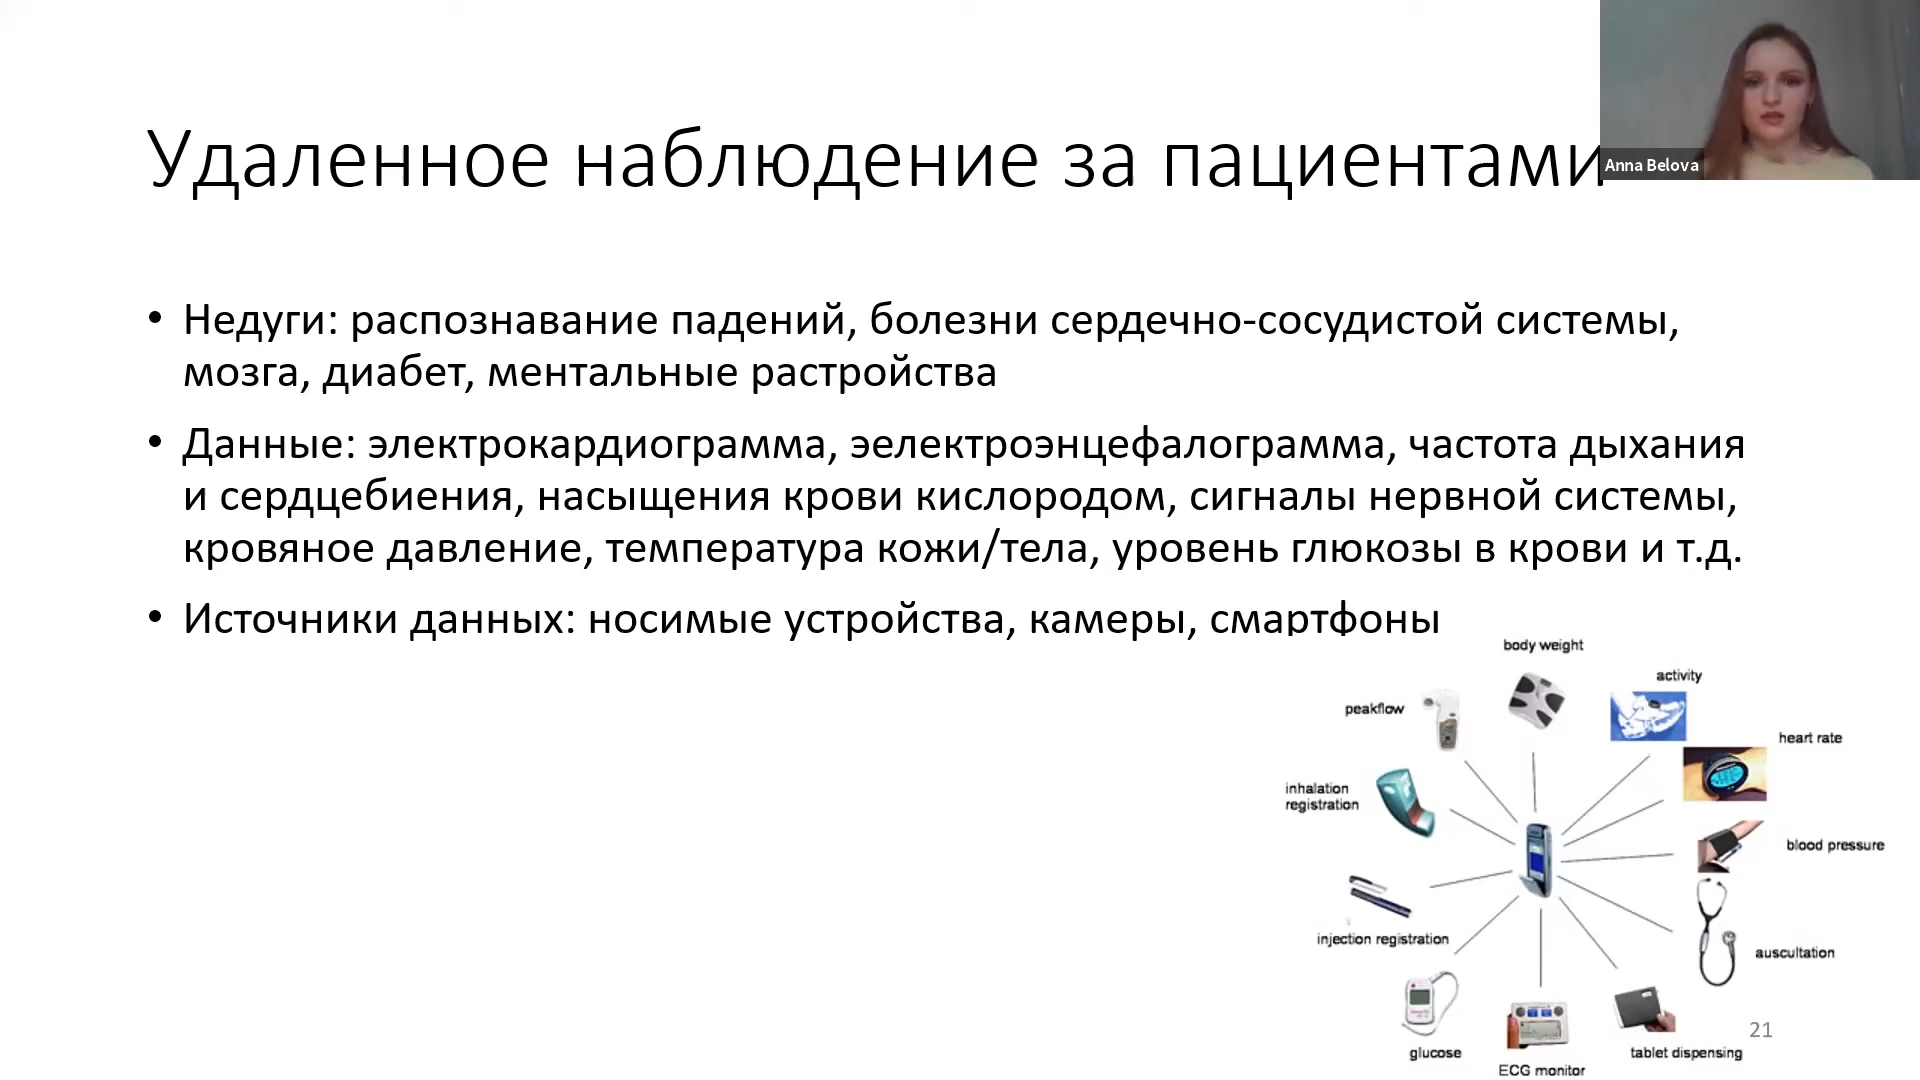 Удаленное наблюдение за пациентами
Anna Belova
• Недуги: распознавание падений, болезни сердечно-сосудистой системы,
мозга, диабет, ментальные растройства
• Данные: электрокардиограмма, эелектроэнцефалограмма, частота дыхания
и сердцебиения, насыщения крови кислородом, сигналы нервной системы,
кровяное давление, температура кожи/тела, уровень глюкозы в крови и т.д.
• Источники данных: носимые устройства, камеры, смартфоны
body weight
activity
peakflow
heart rate
inhalation
registration
blood pressure
injection registration
auscultation
glucose
ECG monitor
tablet dispensing
21